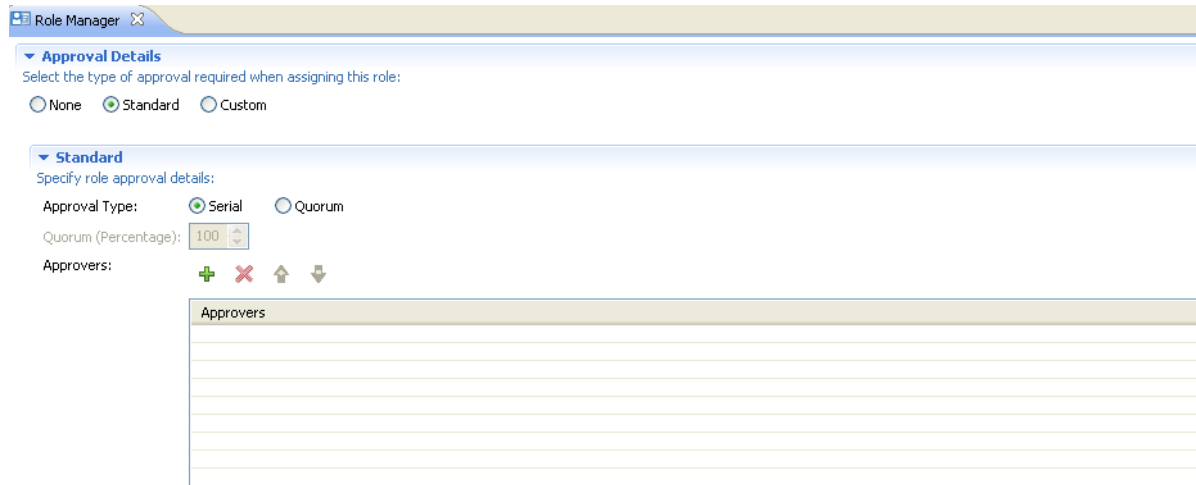 Role Manager
Approval Details
Select the type of approval required when assigning this role:
None Standard Custom
Standard
Specify role approval details:
Approval Type: Serial Quorum
Quorum (Percentage): 100
Approvers:
Approvers